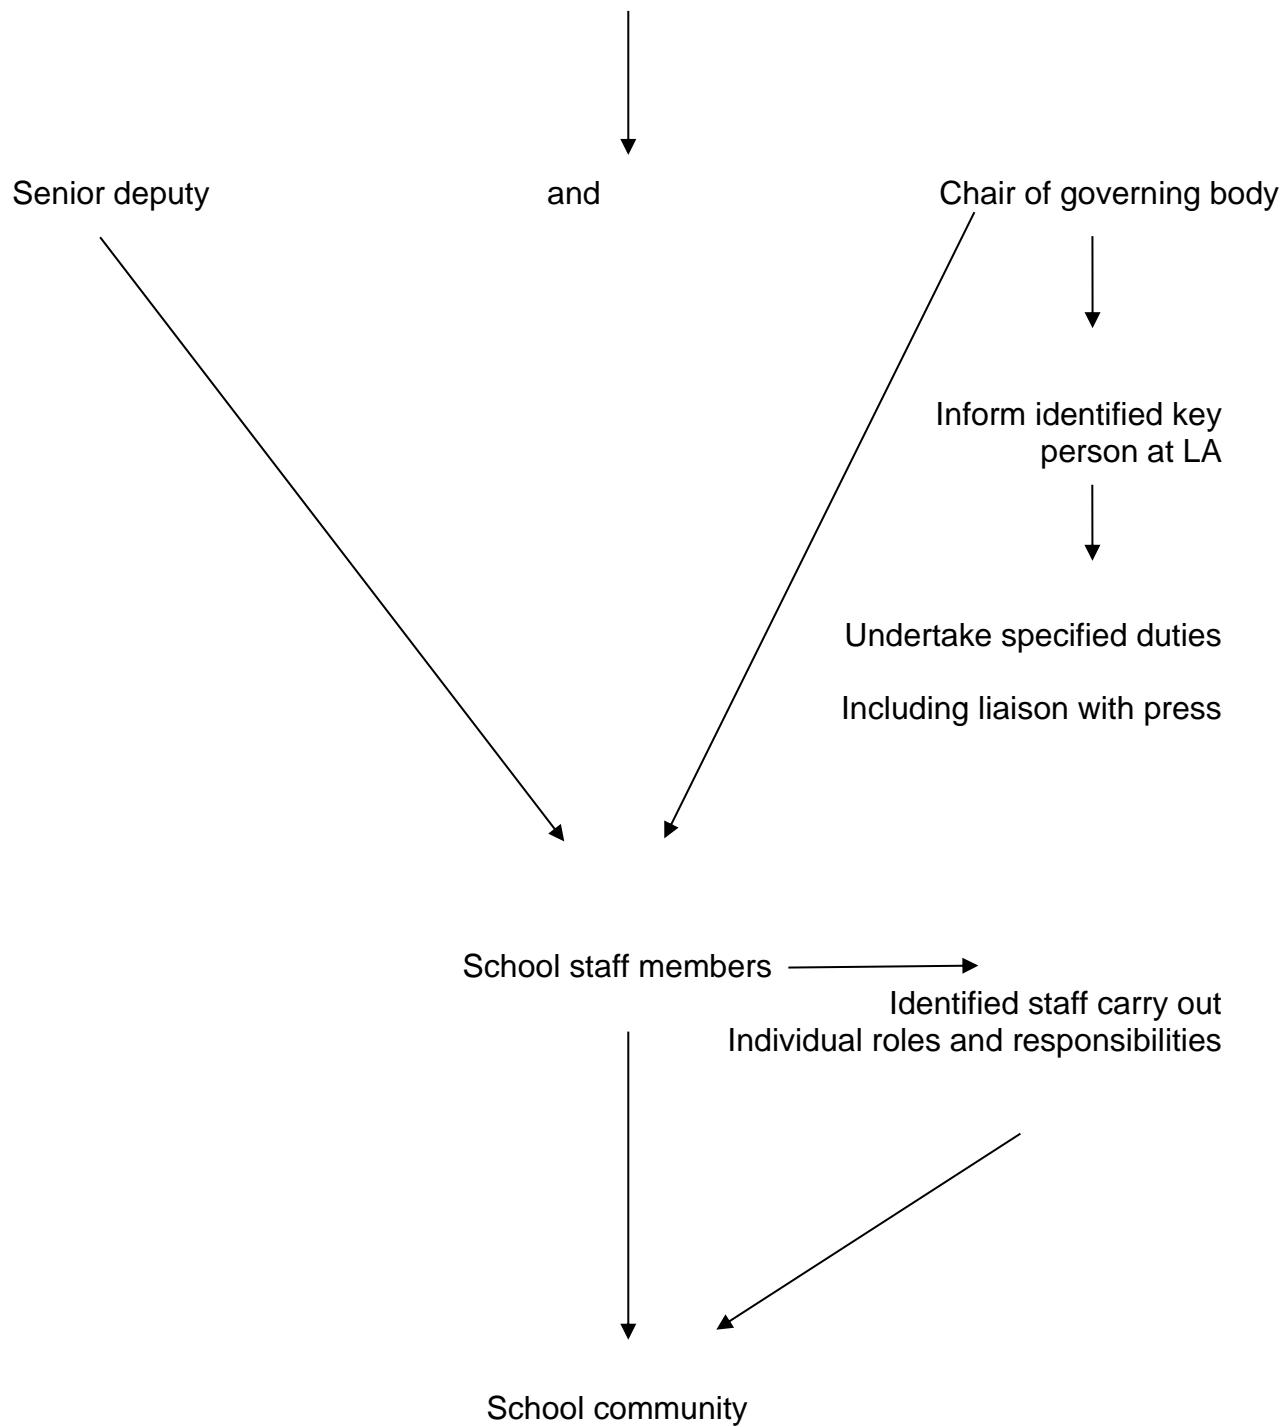 Senior deputy and Chair of governing body
Inform identified key
person at LA
Undertake specified duties
Including liaison with press
School staff members
Identified staff carry out
Individual roles and responsibilities
School community